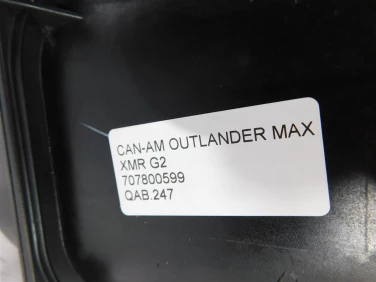 CAN-AM OUTLANDER MAX
XMR G2
707800599
QAB.247